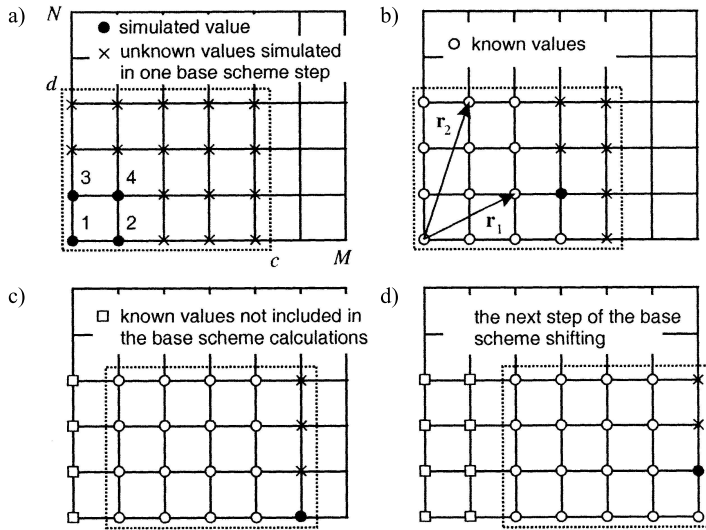 a)
N
simulated value
unknown values simulated
in one base scheme step
d
3 4
1 2
c M
b)
known values
r2
r1
c)
known values not included in
the base scheme calculations
d)
the next step of the base
scheme shifting